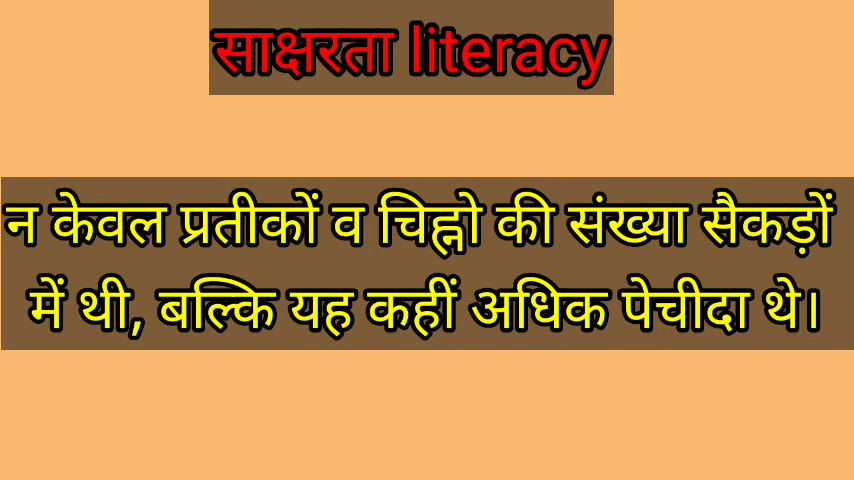 साक्षरता literacy
न केवल प्रतीकों व चिह्नो की संख्या सैकड़ों
में थी, बल्कि यह कहीं अधिक पेचीदा थे।